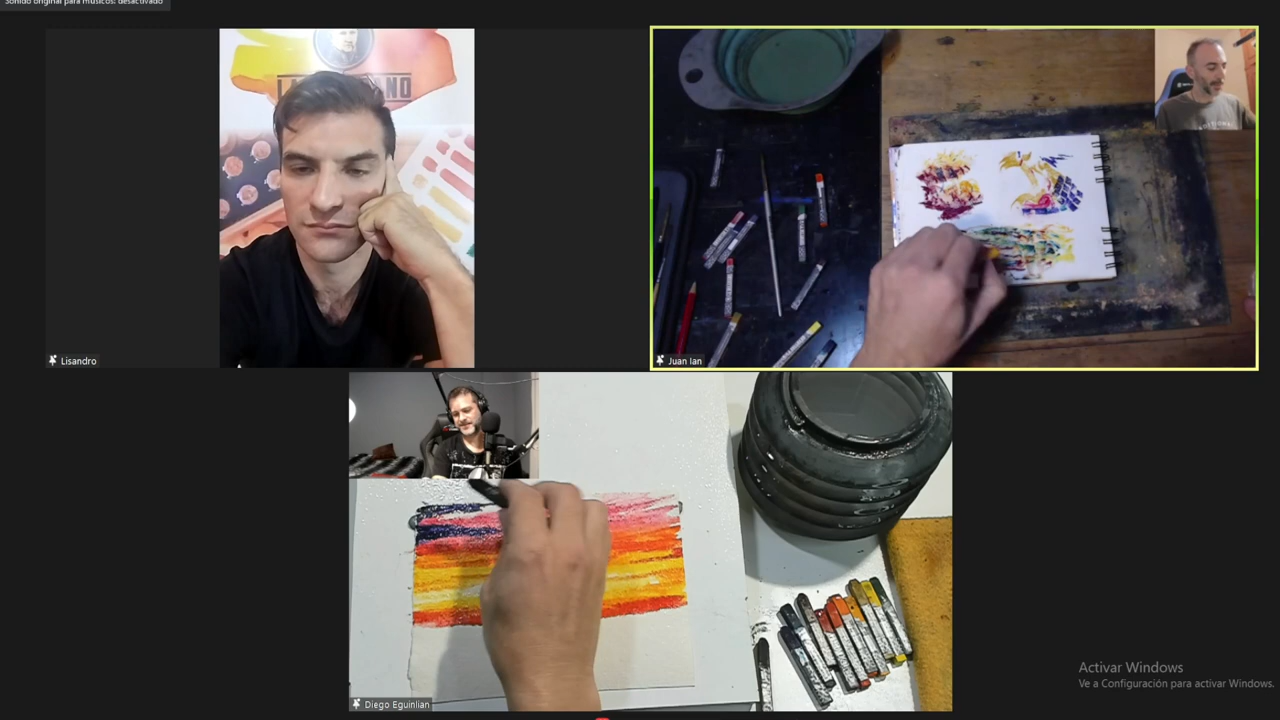 Sonido original para músicos: desactivado
Lisandro
Juan Ian
Diego Eguinlian
Activar Windows
Ve a Configuración para activar Windows.